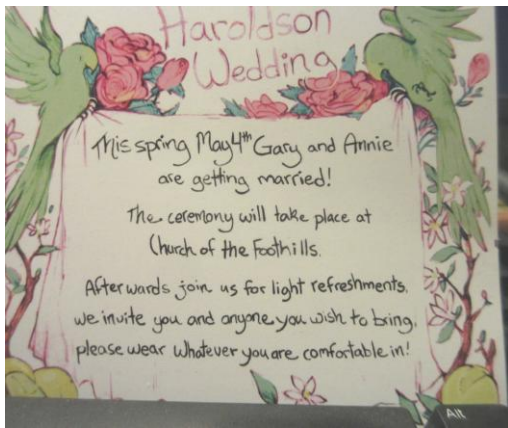 Haroldson
Wedding
This spring May 4th Gary and Annie
are getting married!
The ceremony will take place at
Church of the Foothills.
Afterwards join us for light refreshments,
we invite you and anyone you wish to bring,
please wear whatever you are comfortable in!
Alt